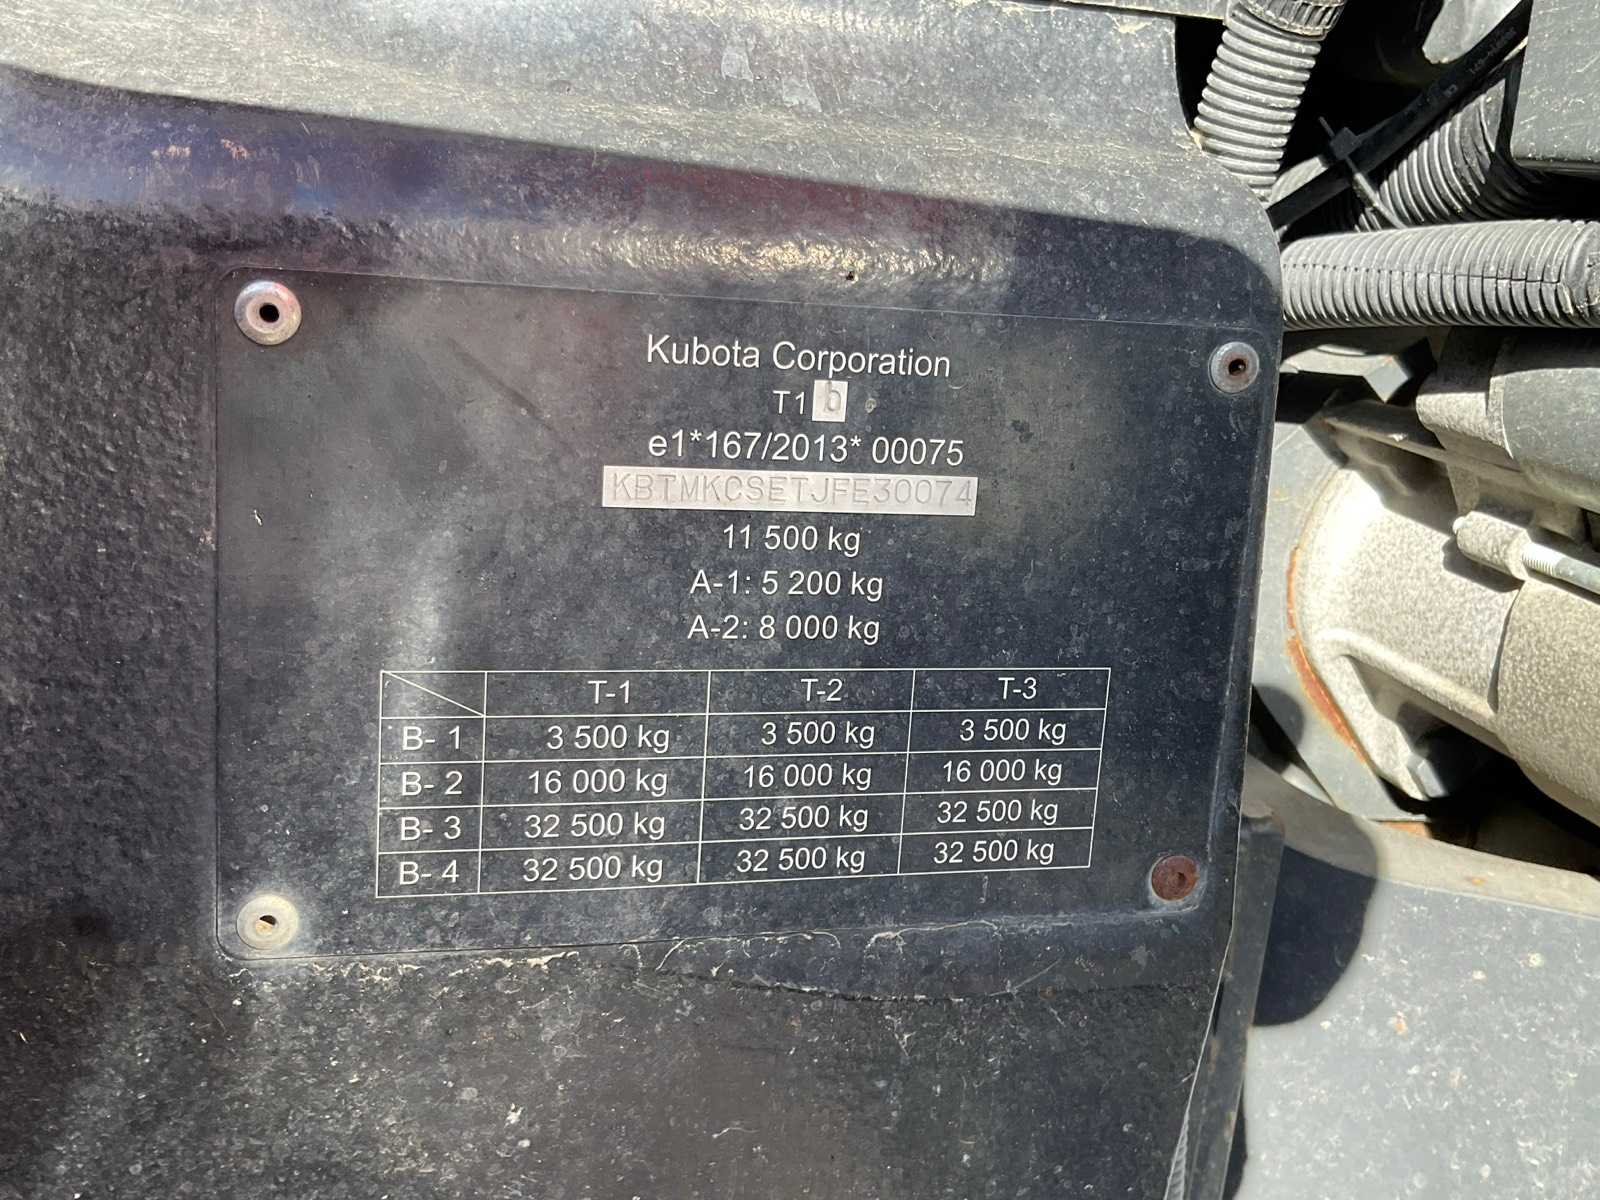 Kubota Corporation
T1 b
e1*167/2013* 00075
KBTMKCSETJFE30074
11 500 kg
A-1: 5 200 kg
A-2: 8 000 kg
T-1 T-2 T-3
B- 1 3 500 kg 3 500 kg 3 500 kg
B- 2 16 000 kg 16 000 kg 16 000 kg
B- 3 32 500 kg 32 500 kg 32 500 kg
B- 4 32 500 kg 32 500 kg 32 500 kg